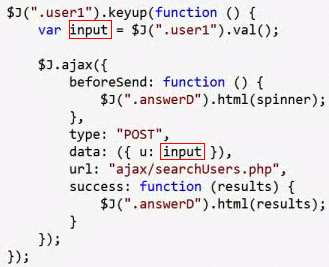 $J(".user1").keyup(function () {
    var input = $J(".user1").val();
    $J.ajax({
        beforeSend: function () {
            $J(".answerD").html(spinner);
        },
        type: "POST",
        data: ({ u: input }),
        url: "ajax/searchUsers.php",
        success: function (results) {
            $J(".answerD").html(results);
        }
    });
});